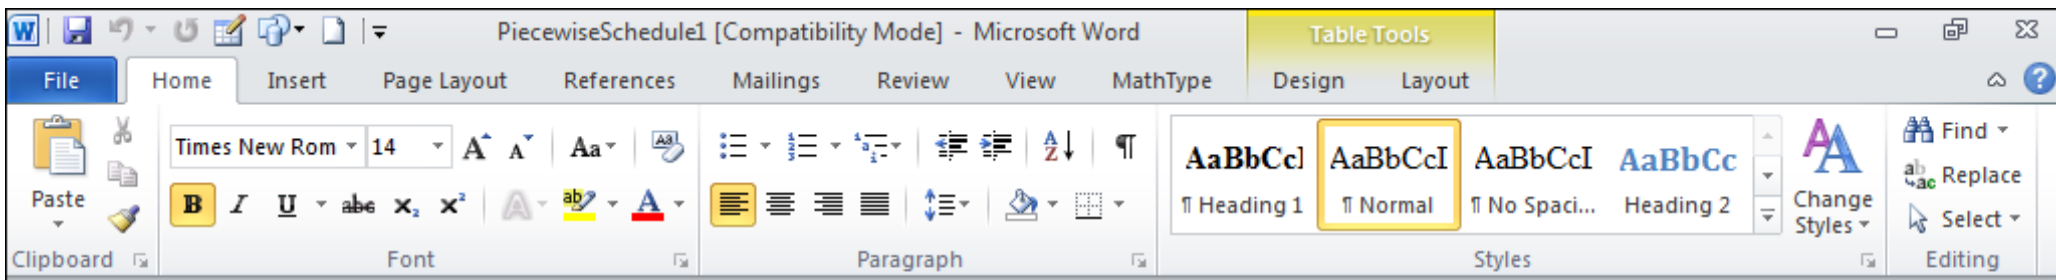 PiecewiseSchedule1 [Compatibility Mode] - Microsoft Word Table Tools
File Home Insert Page Layout References Mailings Review View MathType Design Layout
Times New Rom 14 Aa
Paste
B I U abc X₂ X²
AaBbCcI AaBbCcI AaBbCcI AaBbCc
¶ Heading 1 ¶ Normal ¶ No Spaci... Heading 2
Change Styles
Find
Replace
Select
Clipboard Font Paragraph Styles Editing